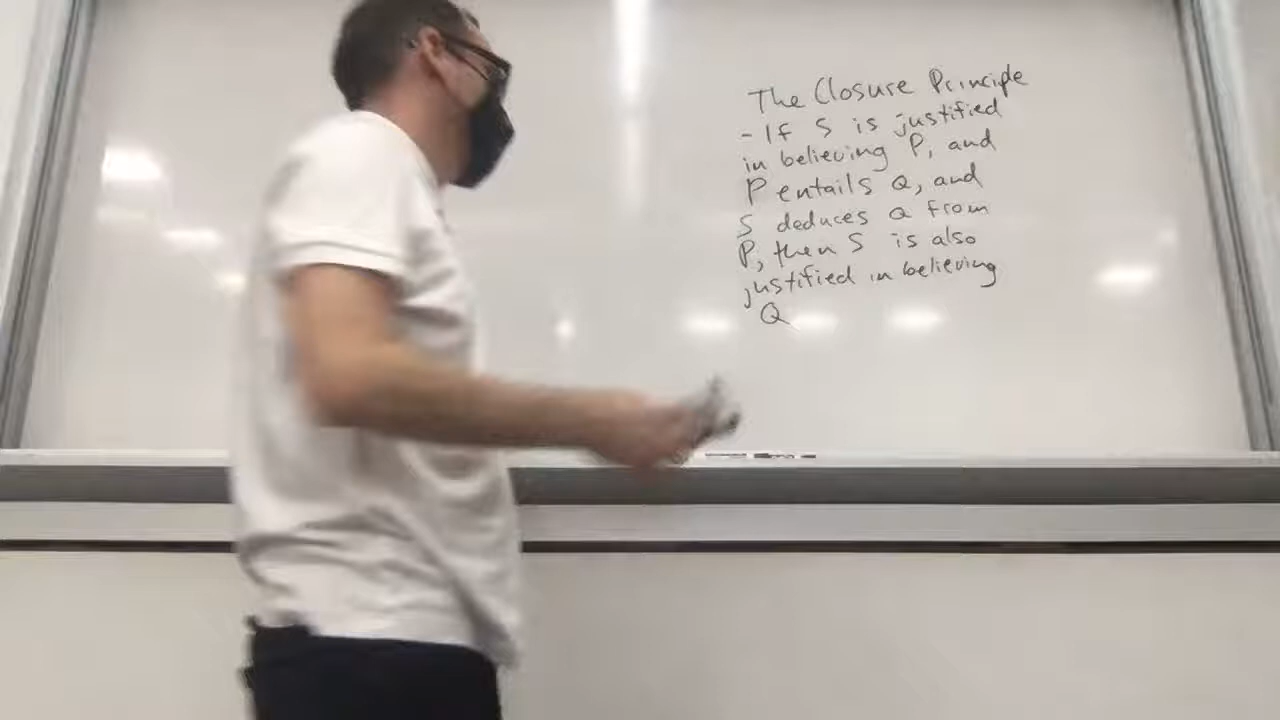 The Closure Principle
- If S is justified
in believing P, and
P entails Q, and
S deduces Q from
P, then S is also
justified in believing
Q